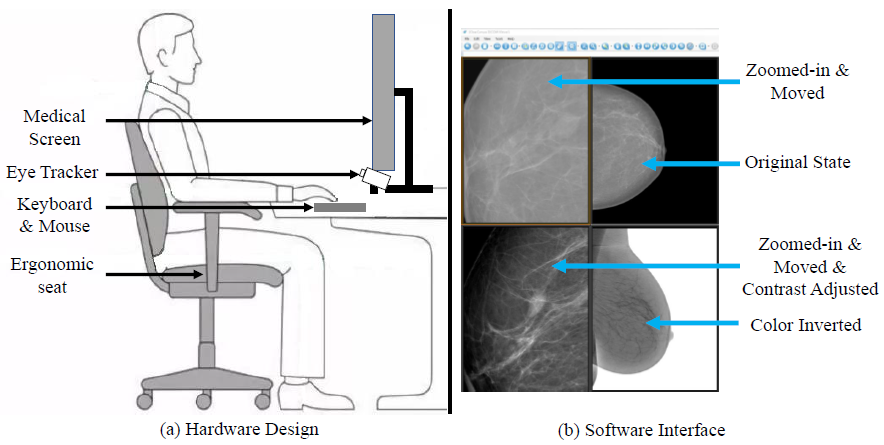 Medical
Screen
Eye Tracker
Keyboard
& Mouse
Ergonomic
seat
(a) Hardware Design
Zoomed-in &
Moved
Original State
Zoomed-in &
Moved &
Contrast Adjusted
Color Inverted
(b) Software Interface